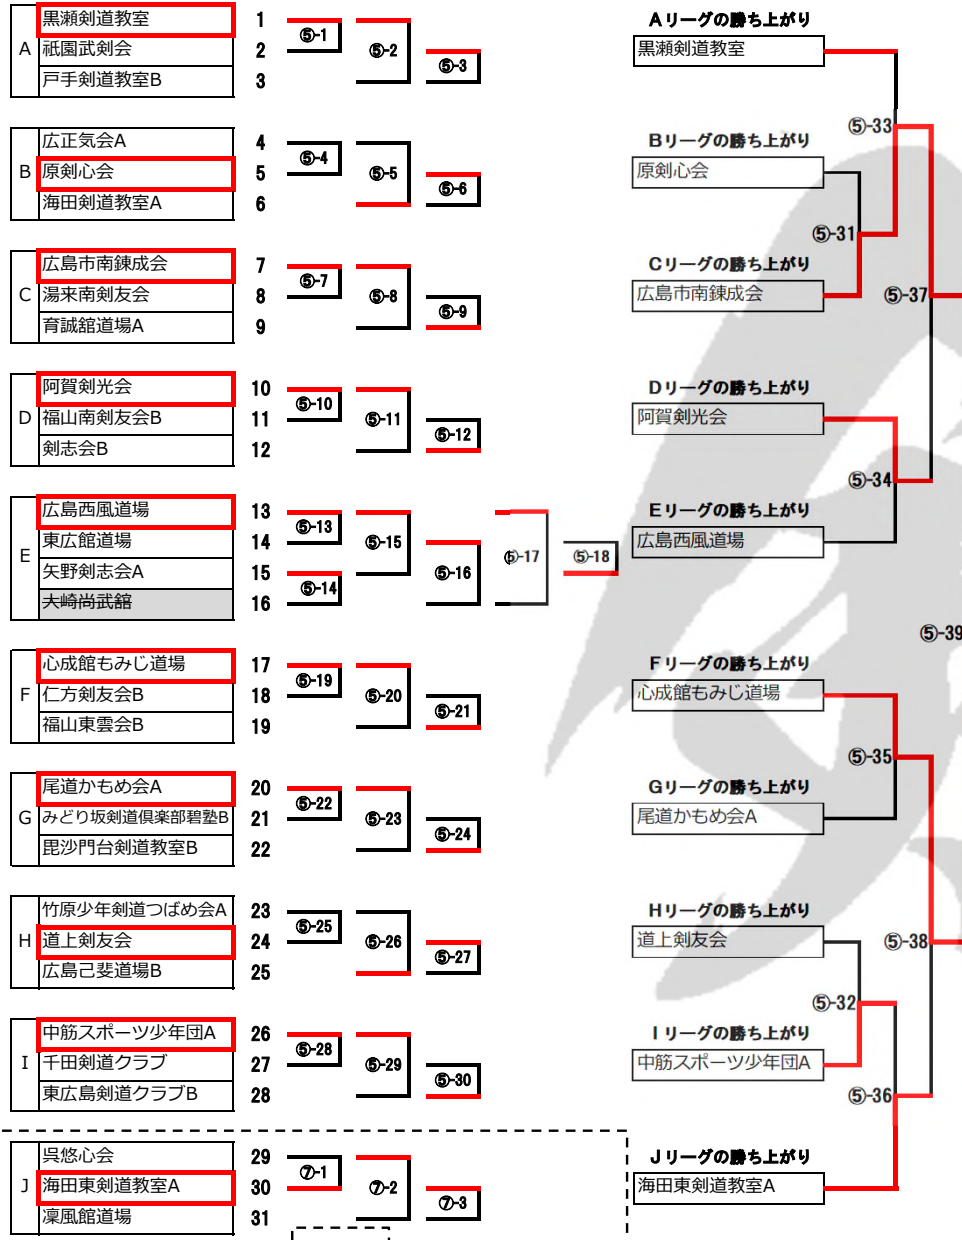 A
黒瀬剣道教室 1
祇園武剣会 2
戸手剣道教室B 3
⑤-1
⑤-2
⑤-3
B
広正気会A 4
原剣心会 5
海田剣道教室A 6
⑤-4
⑤-5
⑤-6
C
広島市南錬成会 7
湯来南剣友会 8
育誠舘道場A 9
⑤-7
⑤-8
⑤-9
D
阿賀剣光会 10
福山南剣友会B 11
剣志会B 12
⑤-10
⑤-11
⑤-12
E
広島西風道場 13
東広館道場 14
矢野剣志会A 15
大崎尚武舘 16
⑤-13
⑤-14
⑤-15
⑤-16
⑤-17
⑤-18
F
心成館もみじ道場 17
仁方剣友会B 18
福山東雲会B 19
⑤-19
⑤-20
⑤-21
G
尾道かもめ会A 20
みどり坂剣道倶楽部碧塾B 21
毘沙門台剣道教室B 22
⑤-22
⑤-23
⑤-24
H
竹原少年剣道つばめ会A 23
道上剣友会 24
広島己斐道場B 25
⑤-25
⑤-26
⑤-27
I
中筋スポーツ少年団A 26
千田剣道クラブ 27
東広島剣道クラブB 28
⑤-28
⑤-29
⑤-30
J
呉悠心会 29
海田東剣道教室A 30
凜風館道場 31
⑦-1
⑦-2
⑦-3
Aリーグの勝ち上がり
黒瀬剣道教室
⑤-33
Bリーグの勝ち上がり
原剣心会
⑤-31
Cリーグの勝ち上がり
広島市南錬成会
⑤-37
Dリーグの勝ち上がり
阿賀剣光会
⑤-34
Eリーグの勝ち上がり
広島西風道場
⑤-39
Fリーグの勝ち上がり
心成館もみじ道場
⑤-35
Gリーグの勝ち上がり
尾道かもめ会A
Hリーグの勝ち上がり
道上剣友会
⑤-38
⑤-32
Iリーグの勝ち上がり
中筋スポーツ少年団A
⑤-36
Jリーグの勝ち上がり
海田東剣道教室A